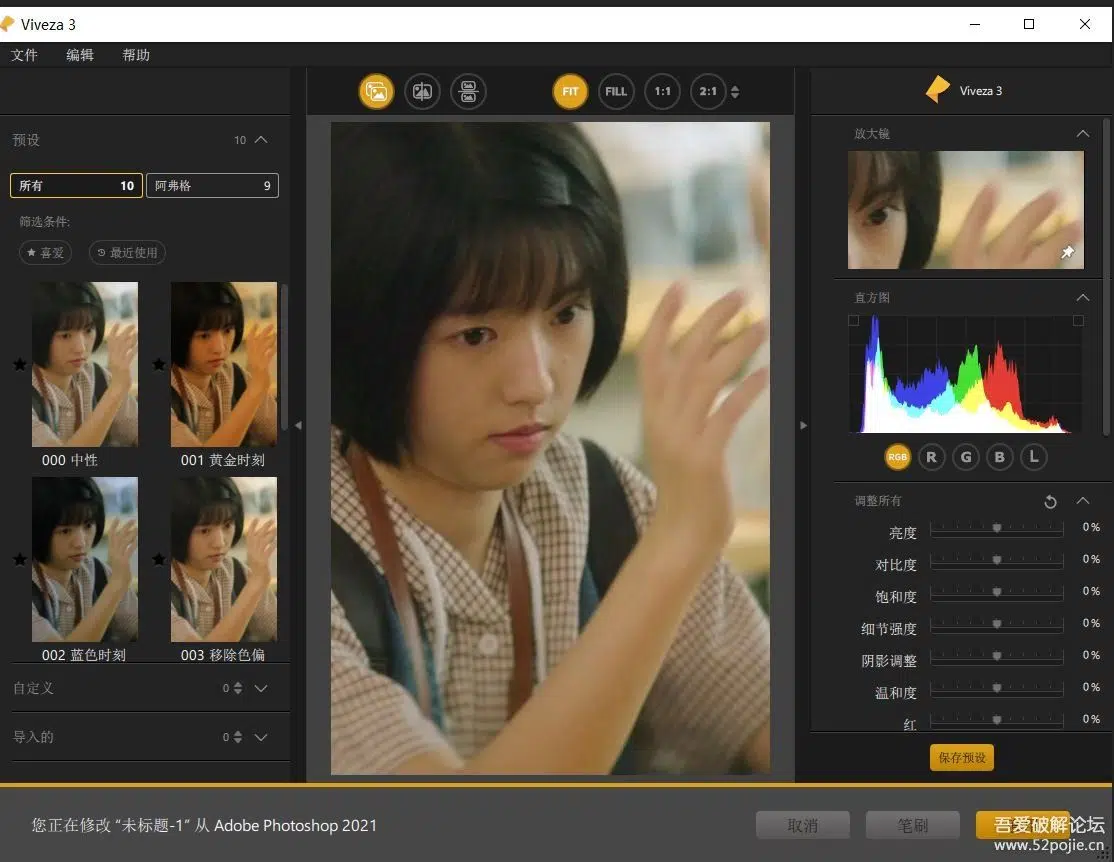 Viveza 3
文件 编辑 帮助
FIT FILL 1:1 2:1
Viveza 3
预设 10
所有 10 阿弗格 9
筛选条件:
喜爱 最近使用
000 中性 001 黄金时刻
002 蓝色时刻 003 移除色偏
自定义 0
导入的 0
放大镜
直方图
RGB R G B L
调整所有
亮度 0%
对比度 0%
饱和度 0%
细节强度 0%
阴影调整 0%
温和度 0%
红 0%
保存预设
您正在修改 “未标题-1” 从 Adobe Photoshop 2021
取消 笔刷
吾爱破解论坛
www.52pojie.cn